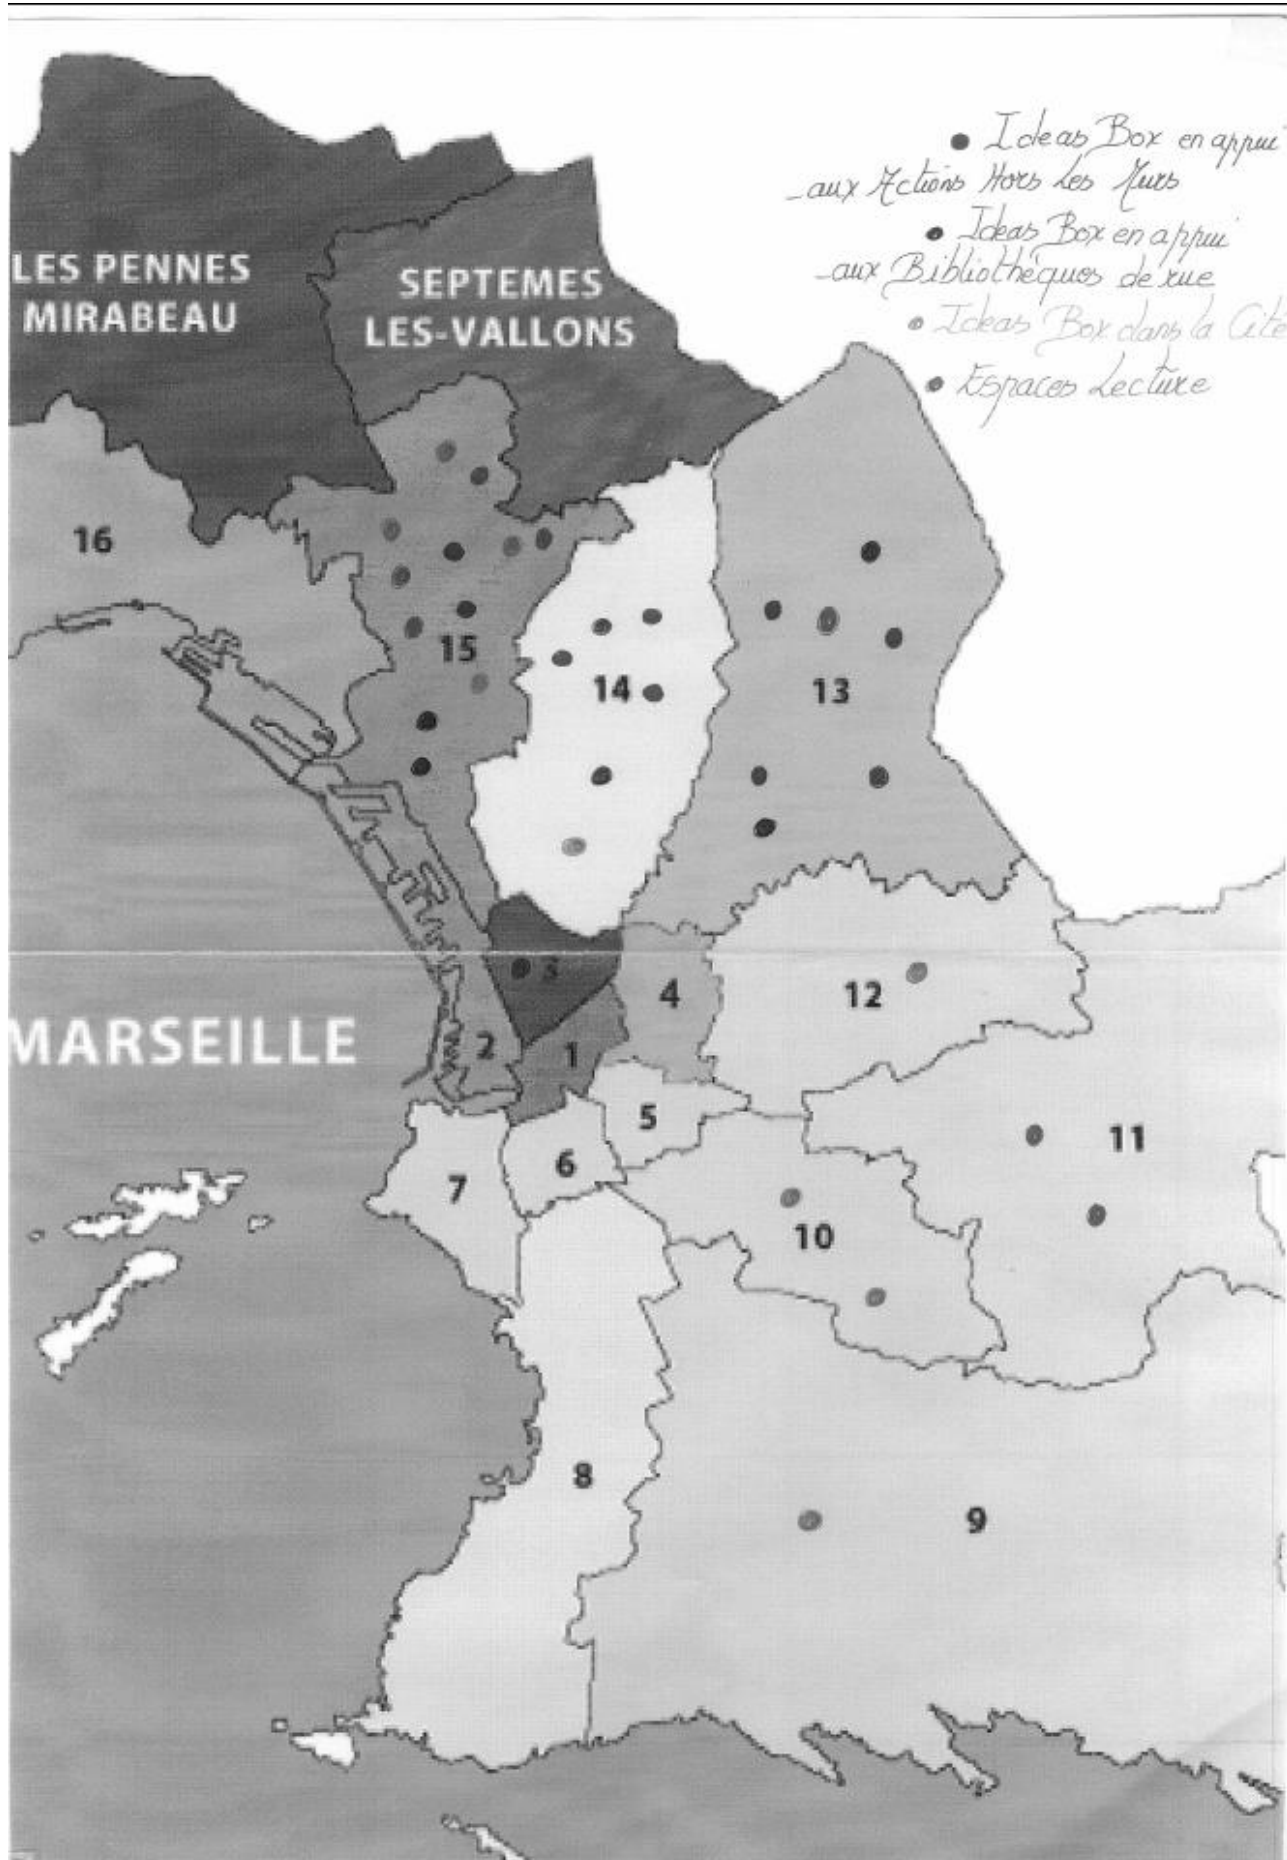 Ideas Box en appui
aux Actions Hors Les Murs
Ideas Box en appui
aux Bibliothèques de rue
Ideas Box dans la Cité
Espaces Lecture
LES PENNES
MIRABEAU
SEPTEMES
LES-VALLONS
16
15
14
13
3
4
12
MARSEILLE
2
1
5
11
6
7
10
8
9